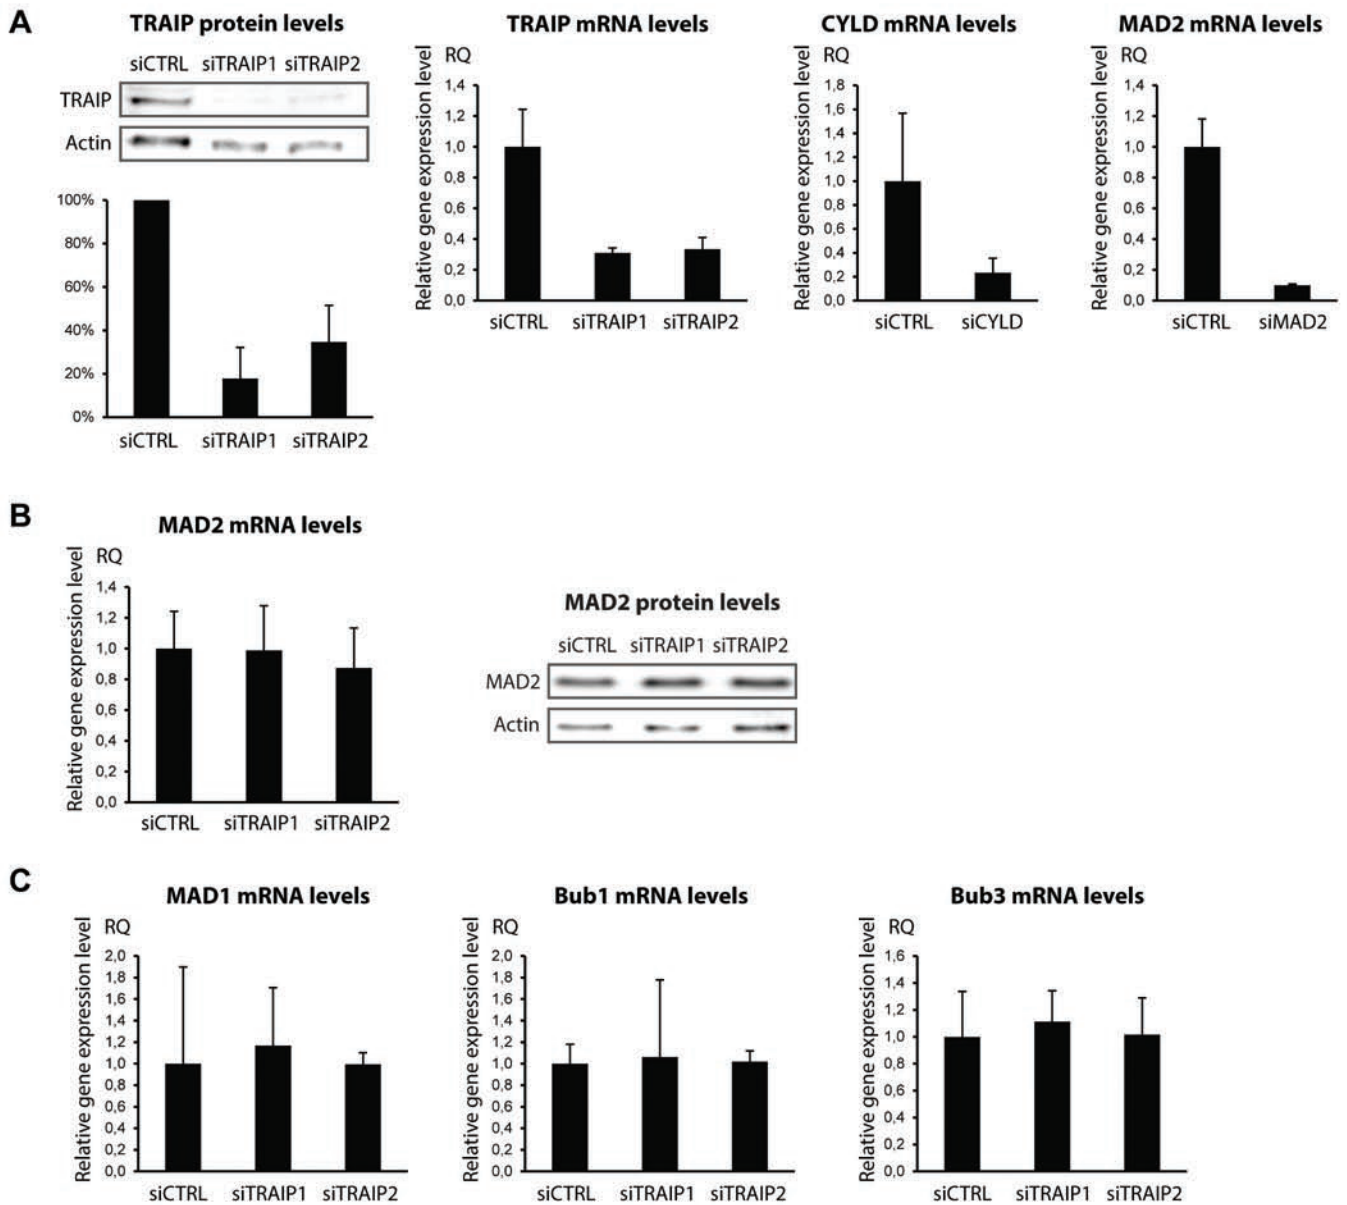 A
TRAIP protein levels
siCTRL siTRAIP1 siTRAIP2
TRAIP
Actin
100%
80%
60%
40%
20%
0%
siCTRL siTRAIP1 siTRAIP2
TRAIP mRNA levels
RQ
Relative gene expression level
1,4
1,2
1,0
0,8
0,6
0,4
0,2
0,0
siCTRL siTRAIP1 siTRAIP2
CYLD mRNA levels
RQ
Relative gene expression level
1,8
1,6
1,4
1,2
1,0
0,8
0,6
0,4
0,2
0,0
siCTRL siCYLD
MAD2 mRNA levels
RQ
Relative gene expression level
1,4
1,2
1,0
0,8
0,6
0,4
0,2
0,0
siCTRL siMAD2
B
MAD2 mRNA levels
RQ
Relative gene expression level
1,4
1,2
1,0
0,8
0,6
0,4
0,2
0,0
siCTRL siTRAIP1 siTRAIP2
MAD2 protein levels
siCTRL siTRAIP1 siTRAIP2
MAD2
Actin
C
MAD1 mRNA levels
RQ
Relative gene expression level
2,0
1,8
1,6
1,4
1,2
1,0
0,8
0,6
0,4
0,2
0,0
siCTRL siTRAIP1 siTRAIP2
Bub1 mRNA levels
RQ
Relative gene expression level
2,0
1,8
1,6
1,4
1,2
1,0
0,8
0,6
0,4
0,2
0,0
siCTRL siTRAIP1 siTRAIP2
Bub3 mRNA levels
RQ
Relative gene expression level
1,6
1,4
1,2
1,0
0,8
0,6
0,4
0,2
0,0
siCTRL siTRAIP1 siTRAIP2